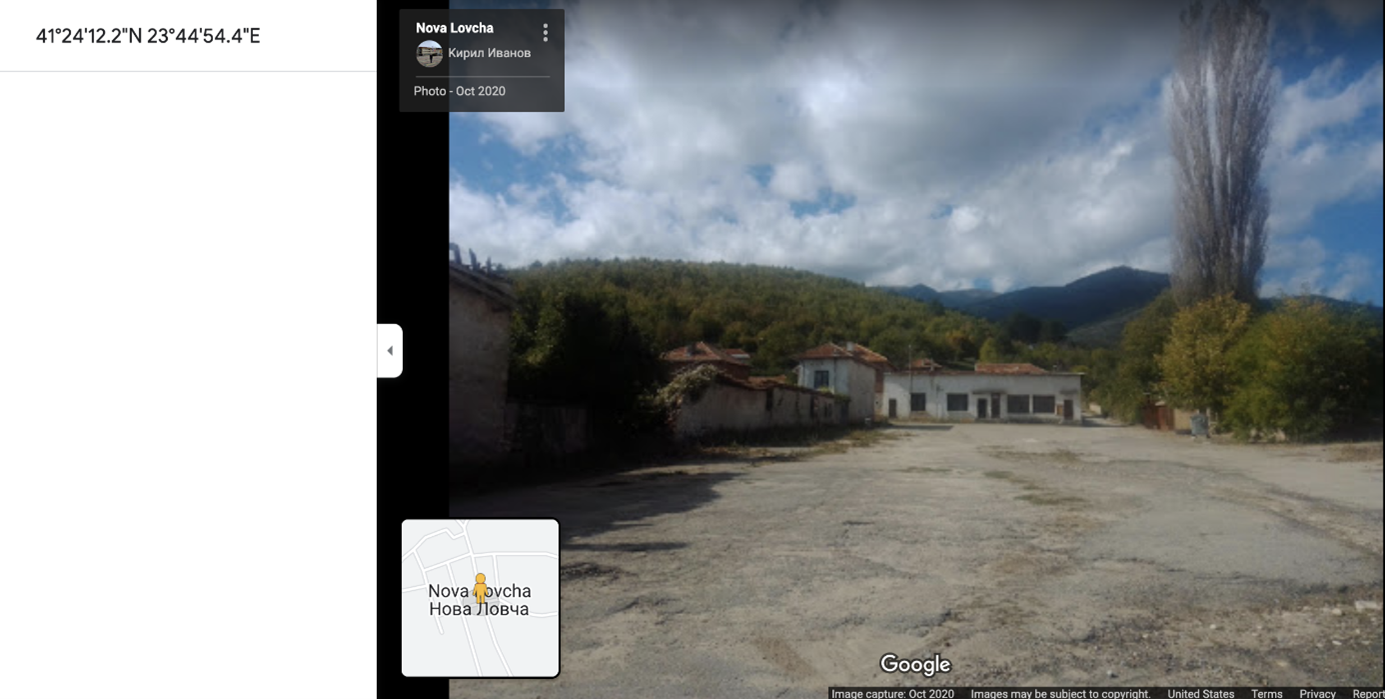 41°24'12.2"N 23°44'54.4"E
Nova Lovcha
Кирил Иванов
Photo - Oct 2020
Nova Lovcha
Нова Ловча
Google
Image capture: Oct 2020 Images may be subject to copyright. United States Terms Privacy Repor